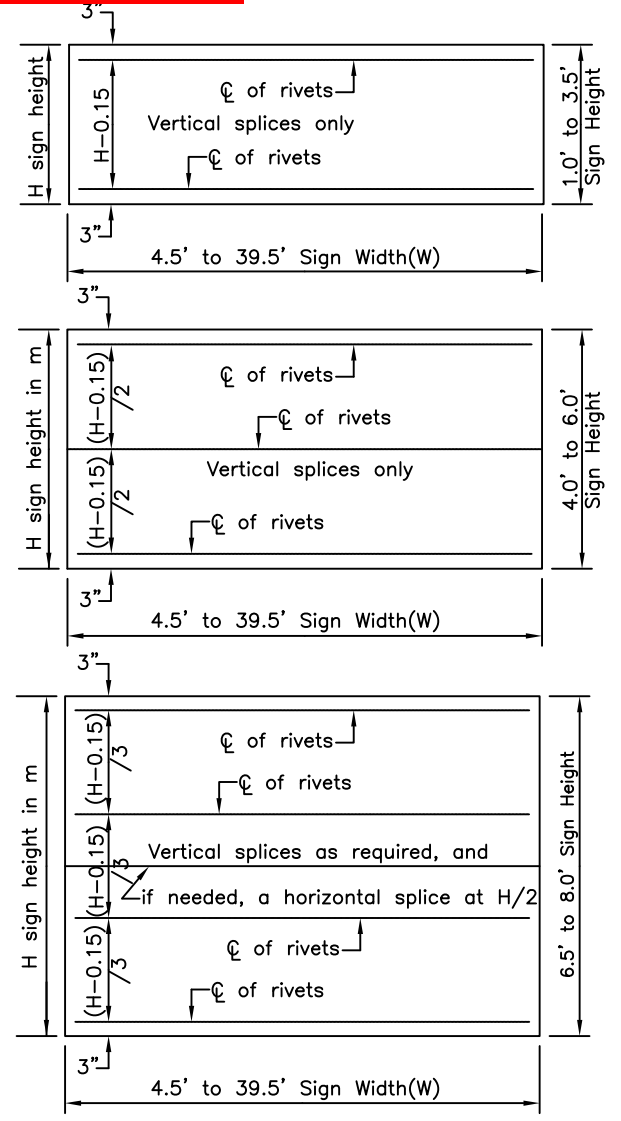 3”
℄ of rivets
H sign height
H−0.15
Vertical splices only
℄ of rivets
1.0’ to 3.5’
Sign Height
3”
4.5’ to 39.5’ Sign Width(W)
3”
H sign height in m
(H−0.15)
/2
℄ of rivets
℄ of rivets
(H−0.15)
/2
Vertical splices only
℄ of rivets
4.0’ to 6.0’
Sign Height
3”
4.5’ to 39.5’ Sign Width(W)
3”
H sign height in m
(H−0.15)
/3
℄ of rivets
℄ of rivets
(H−0.15)
/3
Vertical splices as required, and
if needed, a horizontal splice at H/2
(H−0.15)
/3
℄ of rivets
℄ of rivets
6.5’ to 8.0’ Sign Height
3”
4.5’ to 39.5’ Sign Width(W)